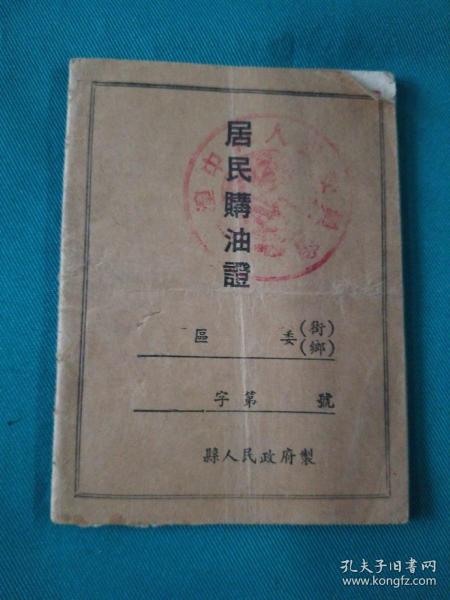 居民購油證
區 委(街)(鄉)
字第 號
縣人民政府製
孔夫子旧书网
www.kongfz.com